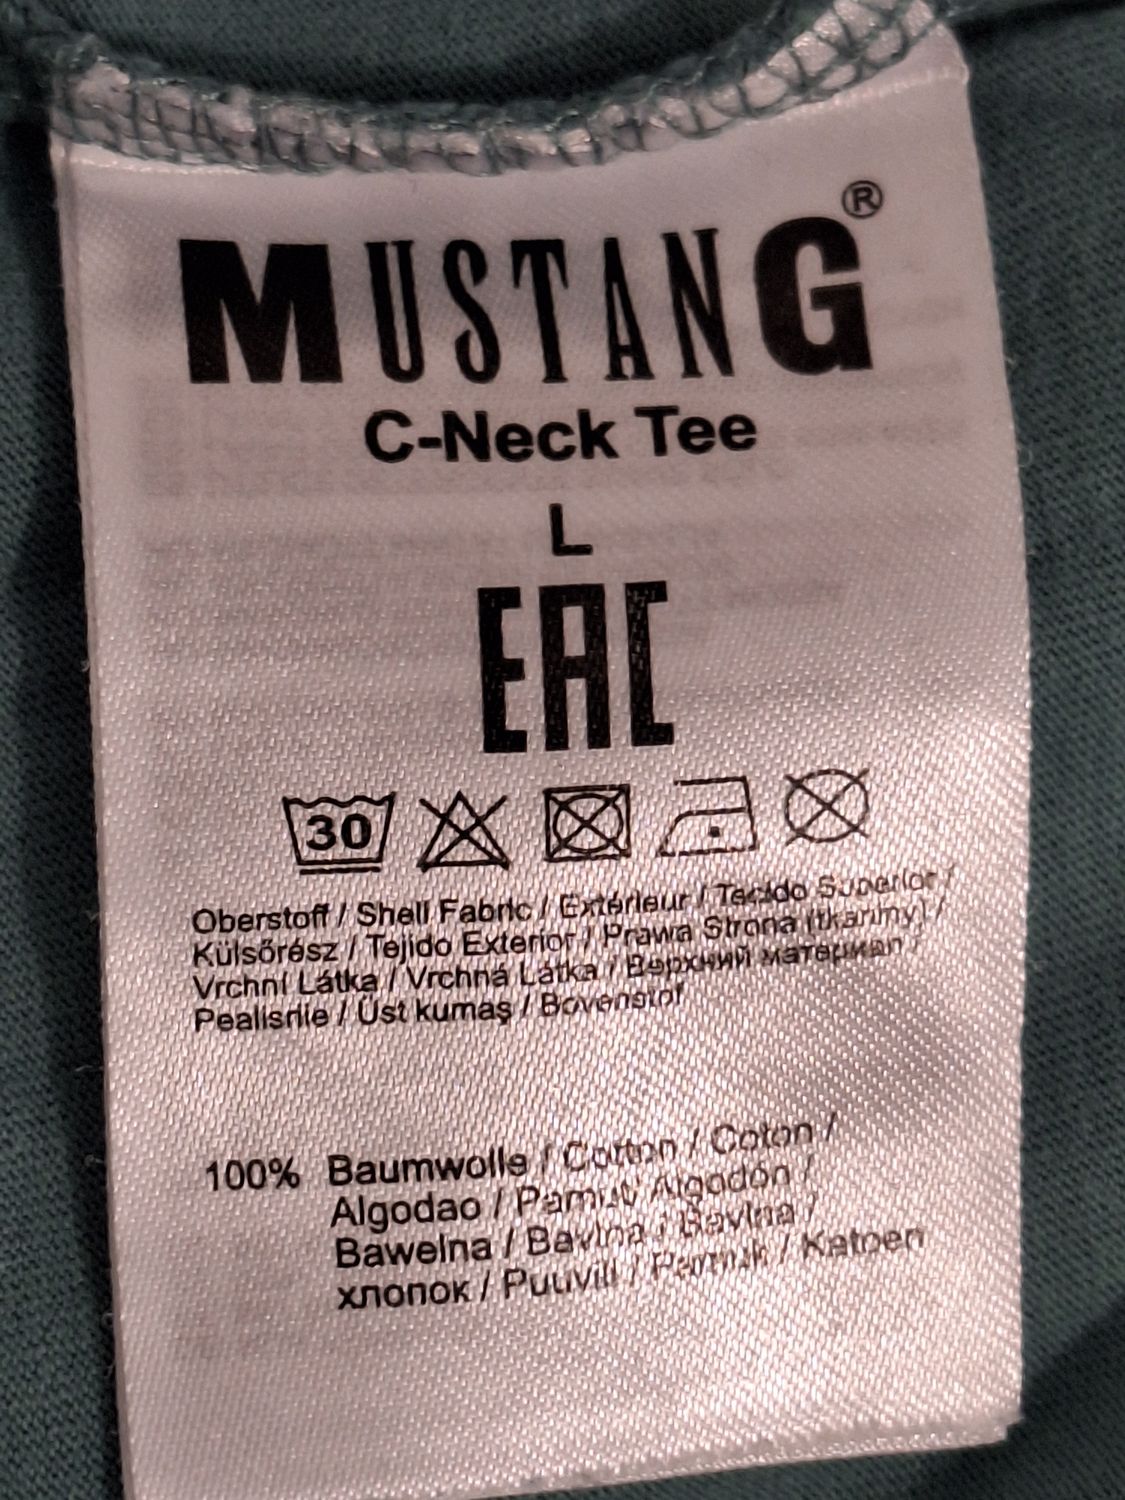 MUSTANG®
C-Neck Tee
L
EAC
30
Oberstoff / Shell Fabric / Extérieur / Tecido Superior /
Külsőrész / Tejido Exterior / Prawa Strona (tkaniny) /
Vrchní Látka / Vrchná Látka / Верхний материал /
Pealisriie / Üst kumaş / Bovenstof
100% Baumwolle / Cotton / Coton /
Algodao / Pamut / Algodón /
Bawelna / Bavlna / Bavlna /
хлопок / Puuvill / Pamuk / Katoen